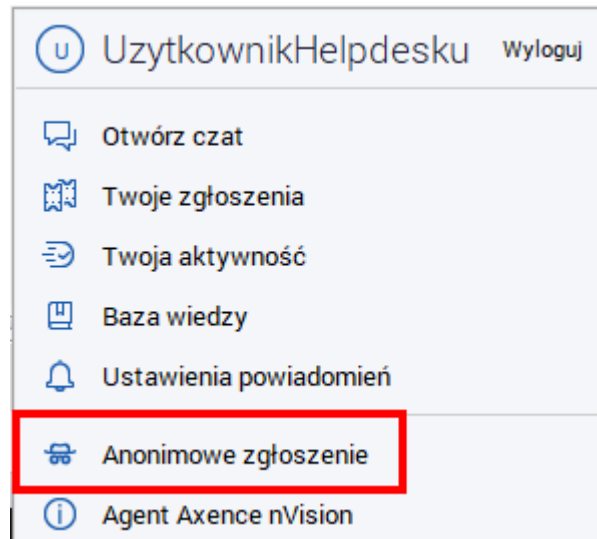 U UzytkownikHelpdesku Wyloguj
Otwórz czat
Twoje zgłoszenia
Twoja aktywność
Baza wiedzy
Ustawienia powiadomień
Anonimowe zgłoszenie
Agent Axence nVision